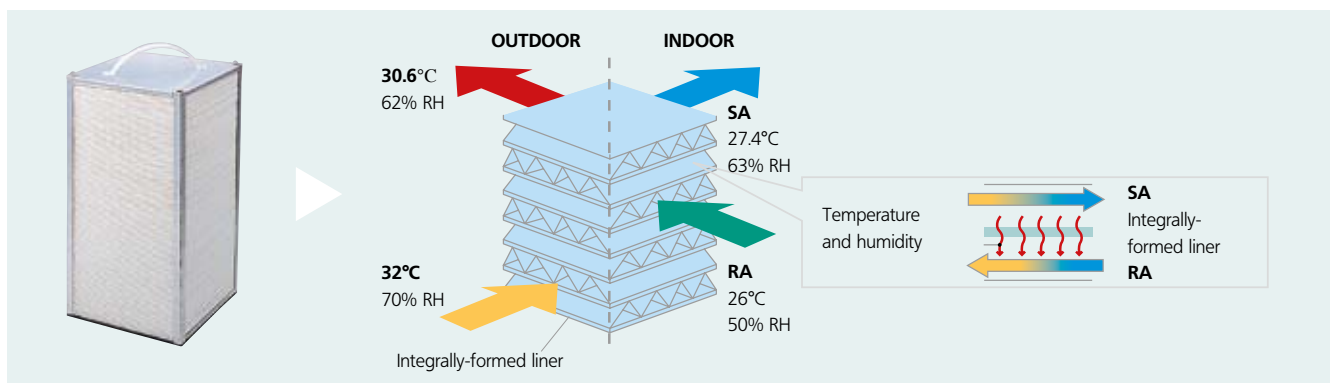 OUTDOOR
INDOOR
30.6°C
62% RH
SA
27.4°C
63% RH
32°C
70% RH
RA
26°C
50% RH
Integrally-formed liner
Temperature
and humidity
SA
Integrally-
formed liner
RA